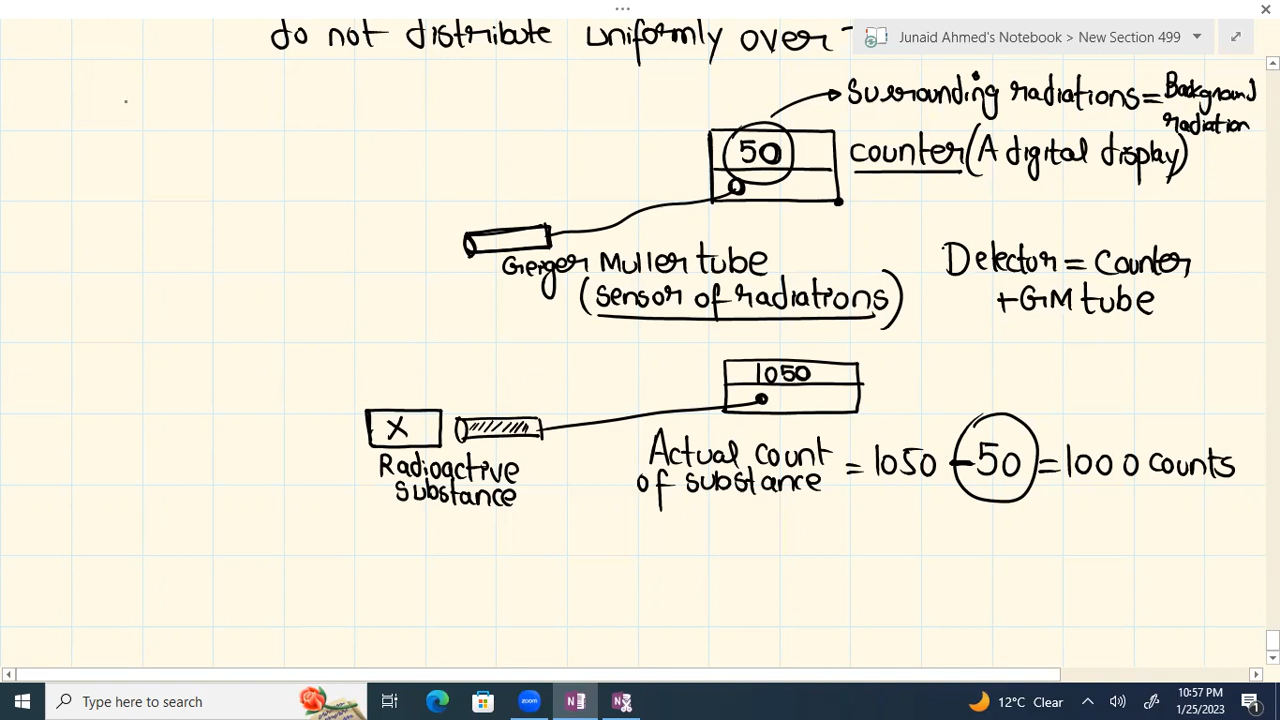 do not distribute uniformly over
Junaid Ahmed's Notebook > New Section 499
Surrounding radiations = Background
radiation
50
counter (A digital display)
Geiger Muller tube
(sensor of radiations)
Detector = Counter
+ GM tube
1050
X
Radioactive
substance
Actual count
of substance = 1050 - 50 = 1000 counts
Type here to search
zoom
12°C Clear
10:57 PM
1/25/2023
1